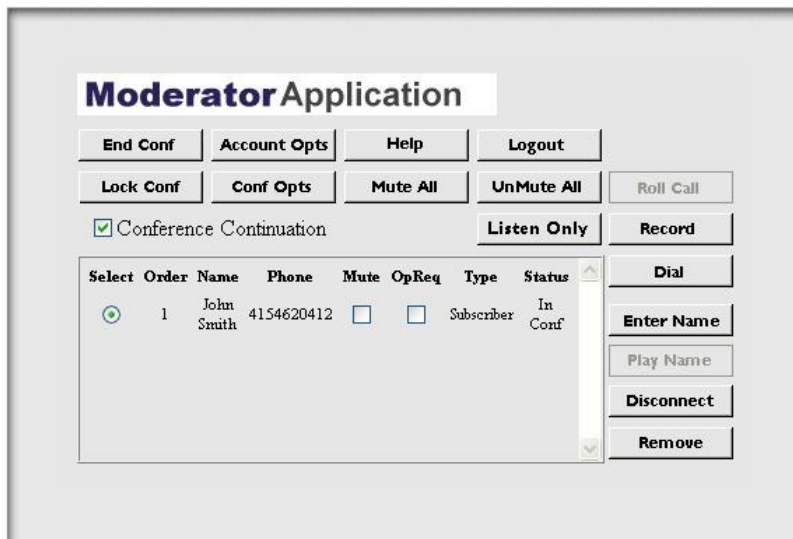 Moderator Application
End Conf Account Opts Help Logout
Lock Conf Conf Opts Mute All UnMute All Roll Call
Conference Continuation Listen Only Record
Dial
Select Order Name Phone Mute OpReq Type Status
1 John Smith 4154620412 Subscriber In Conf
Enter Name
Play Name
Disconnect
Remove